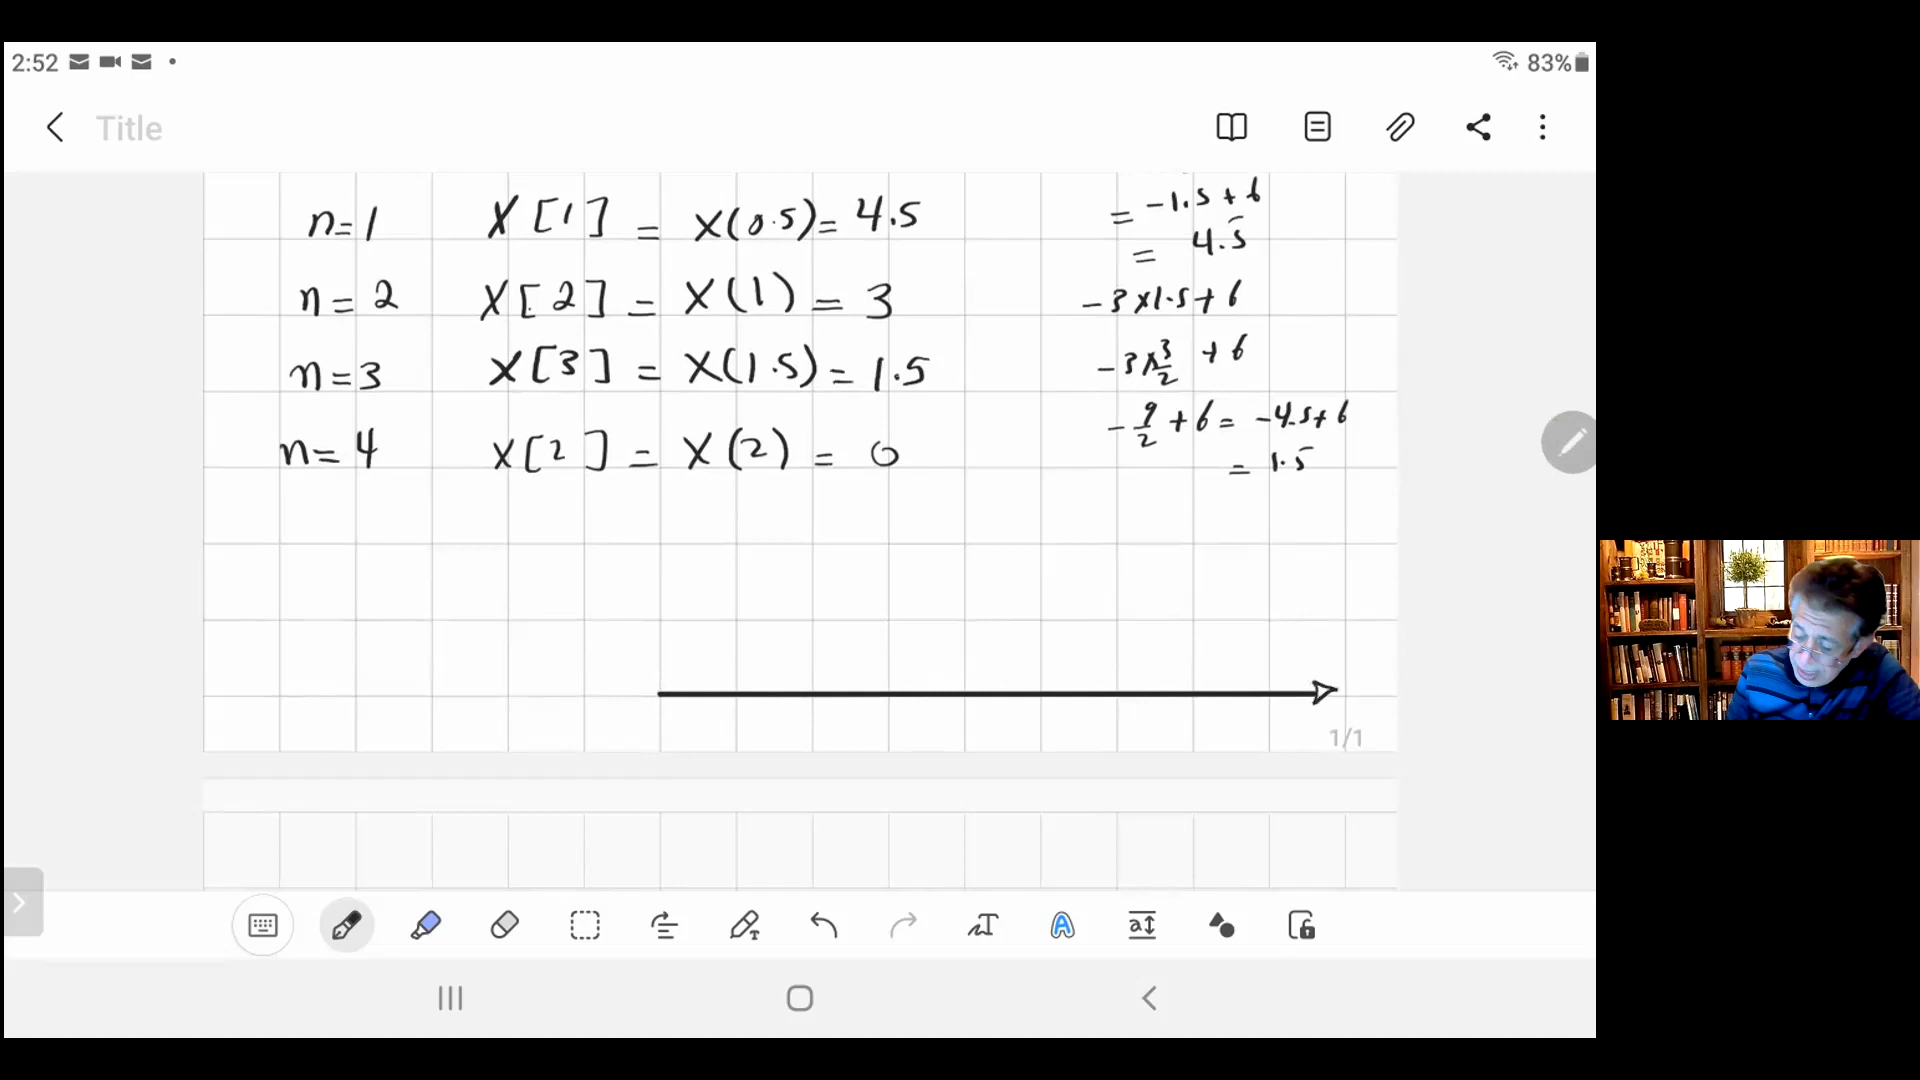 2:52
83%
Title
n=1 X[1] = X(0.5)= 4.5
= -1.5+6
= 4.5
n=2 X[2] = X(1) = 3
-3×1.5+6
n=3 X[3] = X(1.5)= 1.5
-3×3/2 +6
n=4 X[2] = X(2) = 0
-9/2+6= -4.5+6
= 1.5
1/1